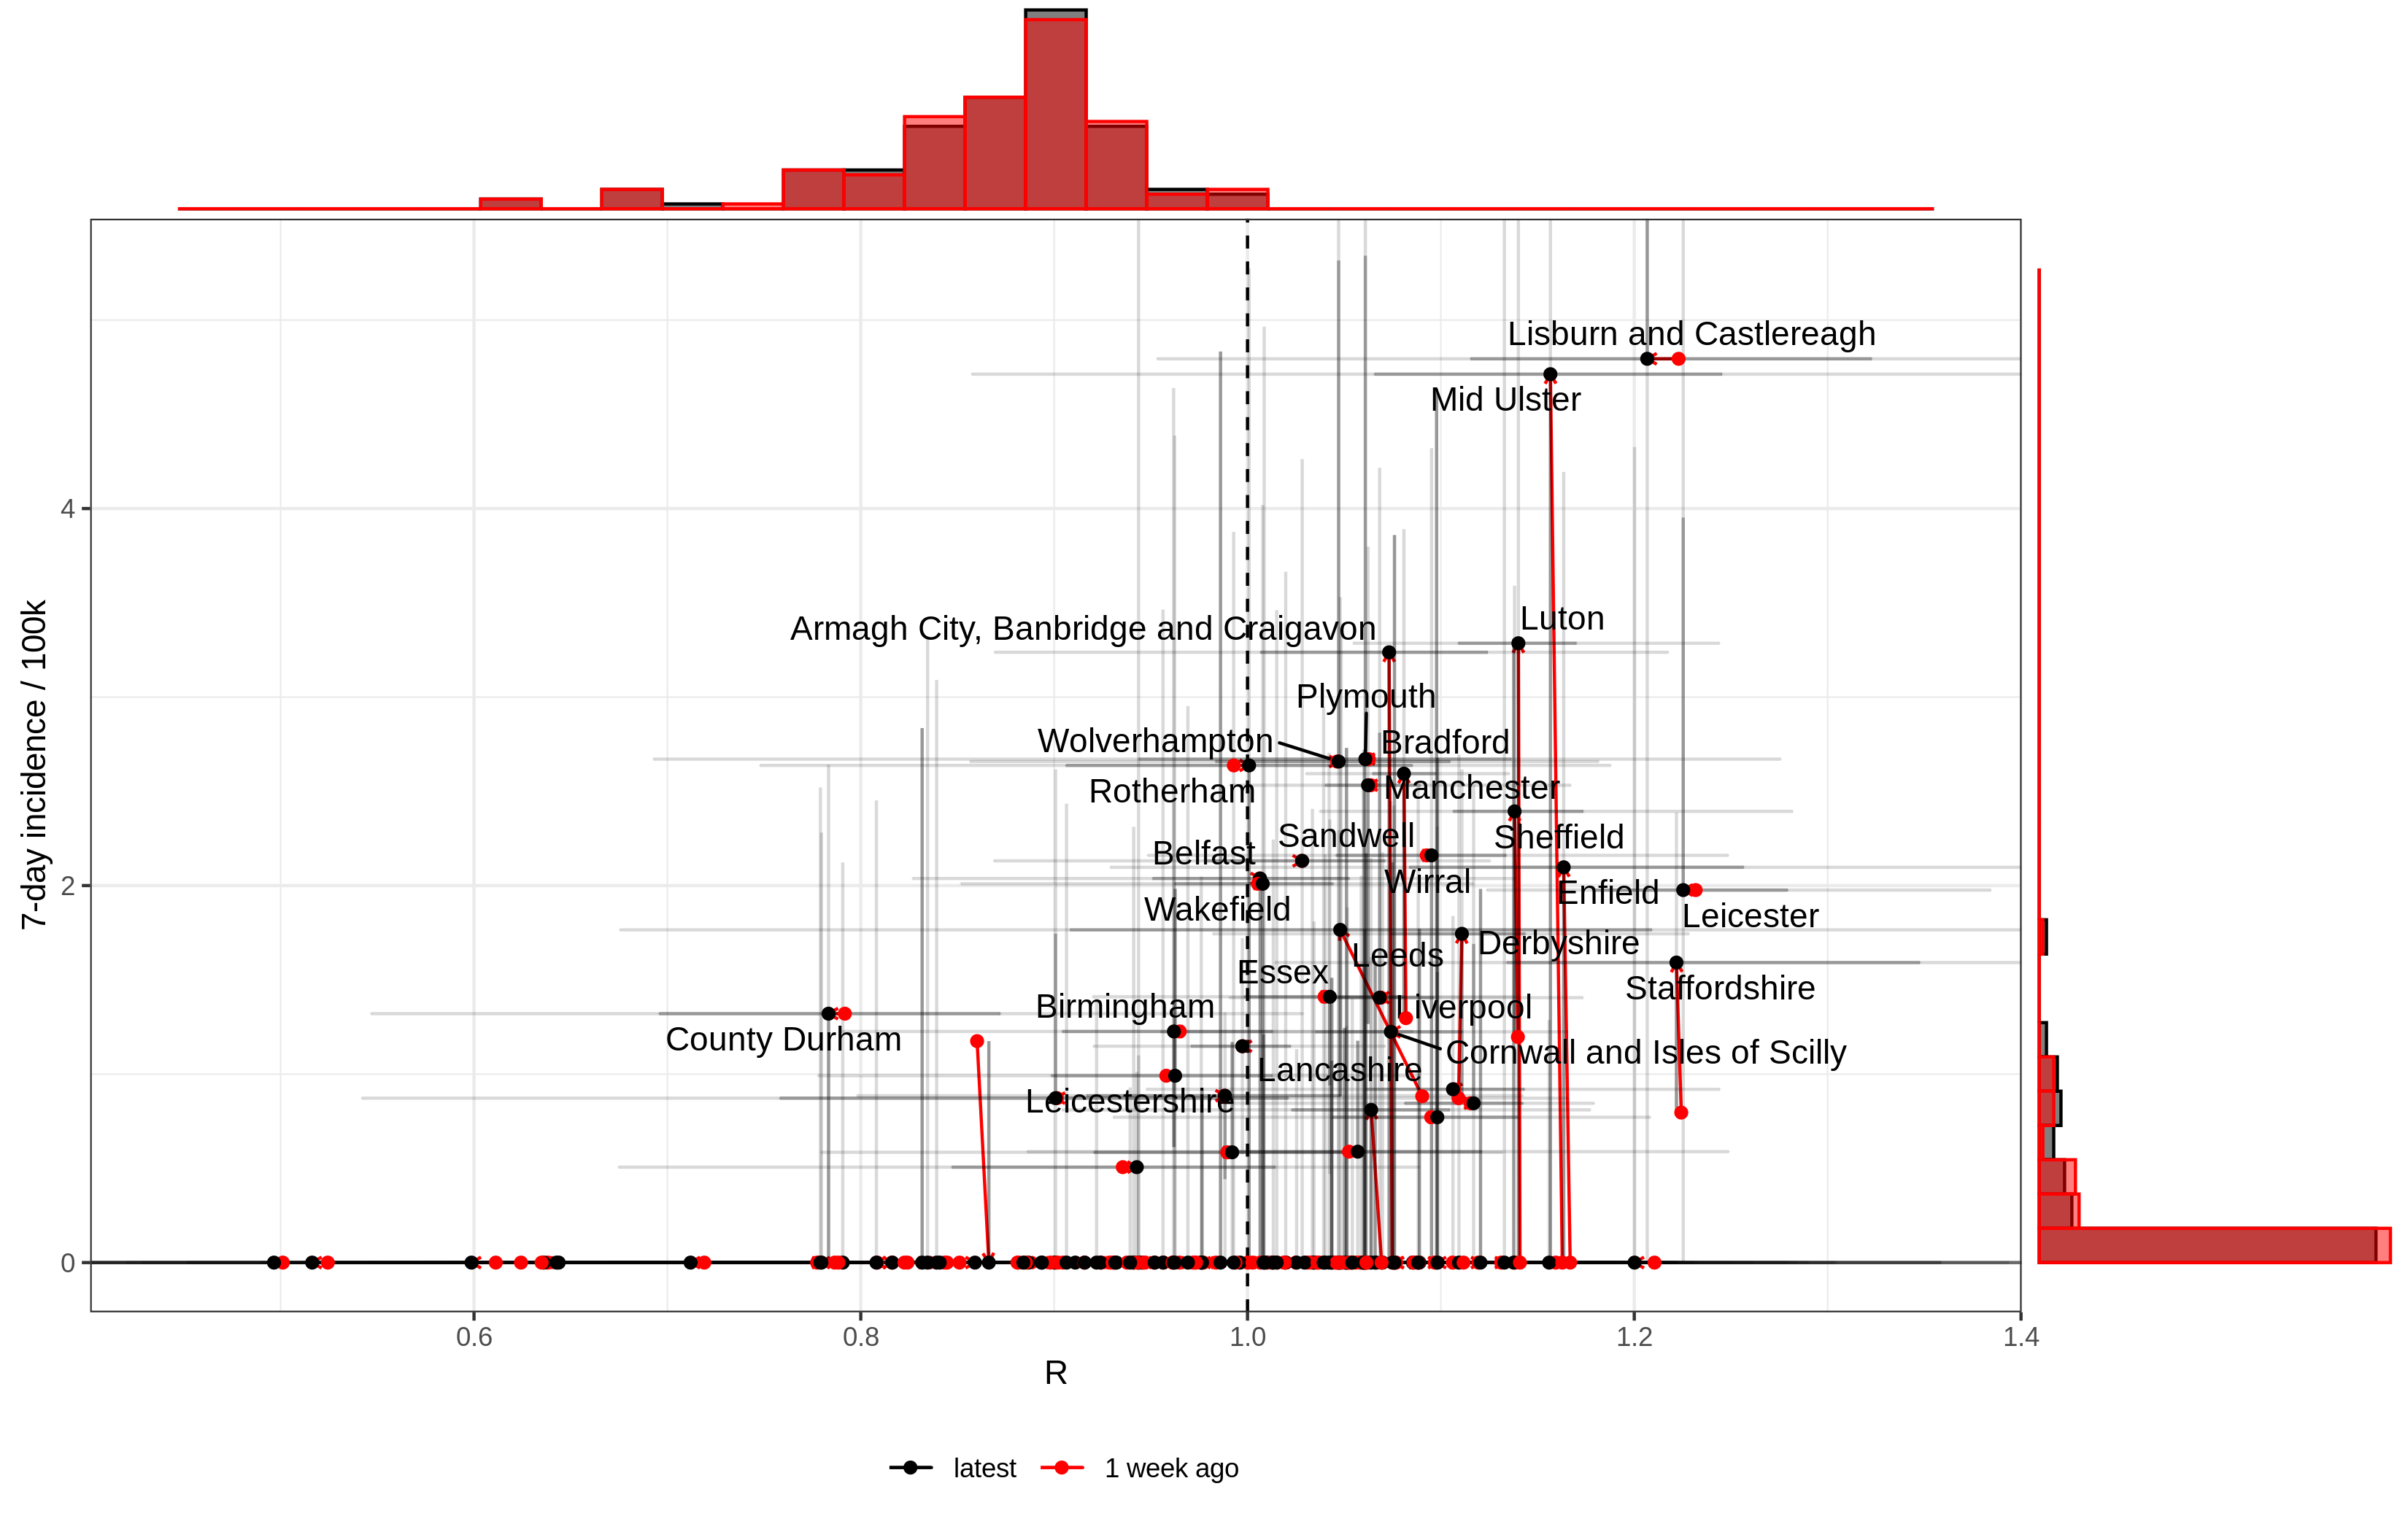 Lisburn and Castlereagh
Mid Ulster
4
Luton
Armagh City, Banbridge and Craigavon
Plymouth
Wolverhampton
Bradford
Rotherham
Manchester
Sandwell
Sheffield
Belfast
Wirral
Enfield
2
Wakefield
Leicester
Derbyshire
Leeds
Essex
Staffordshire
Birmingham
Liverpool
County Durham
Cornwall and Isles of Scilly
Lancashire
Leicestershire
0
7-day incidence / 100k
0.6 0.8 1.0 1.2 1.4
R
latest 1 week ago